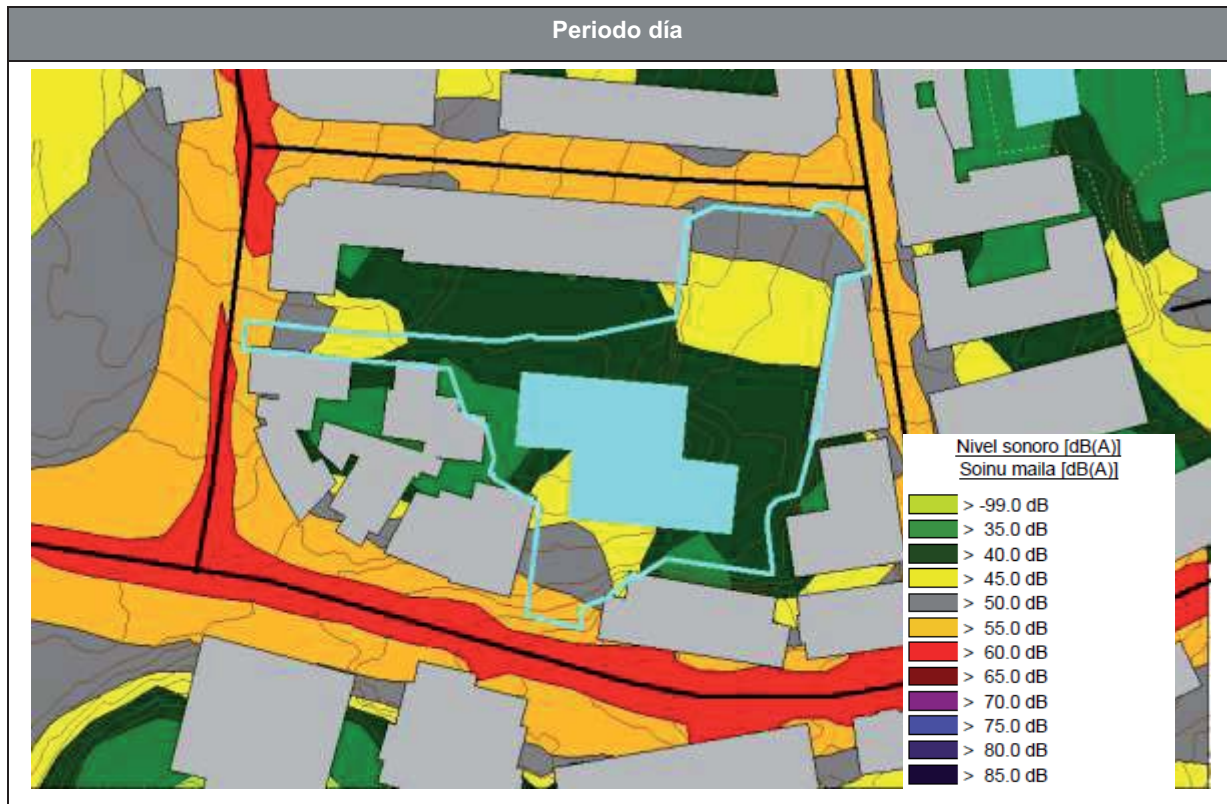 Periodo día
Nivel sonoro [dB(A)]
Soinu maila [dB(A)]
> -99.0 dB
> 35.0 dB
> 40.0 dB
> 45.0 dB
> 50.0 dB
> 55.0 dB
> 60.0 dB
> 65.0 dB
> 70.0 dB
> 75.0 dB
> 80.0 dB
> 85.0 dB